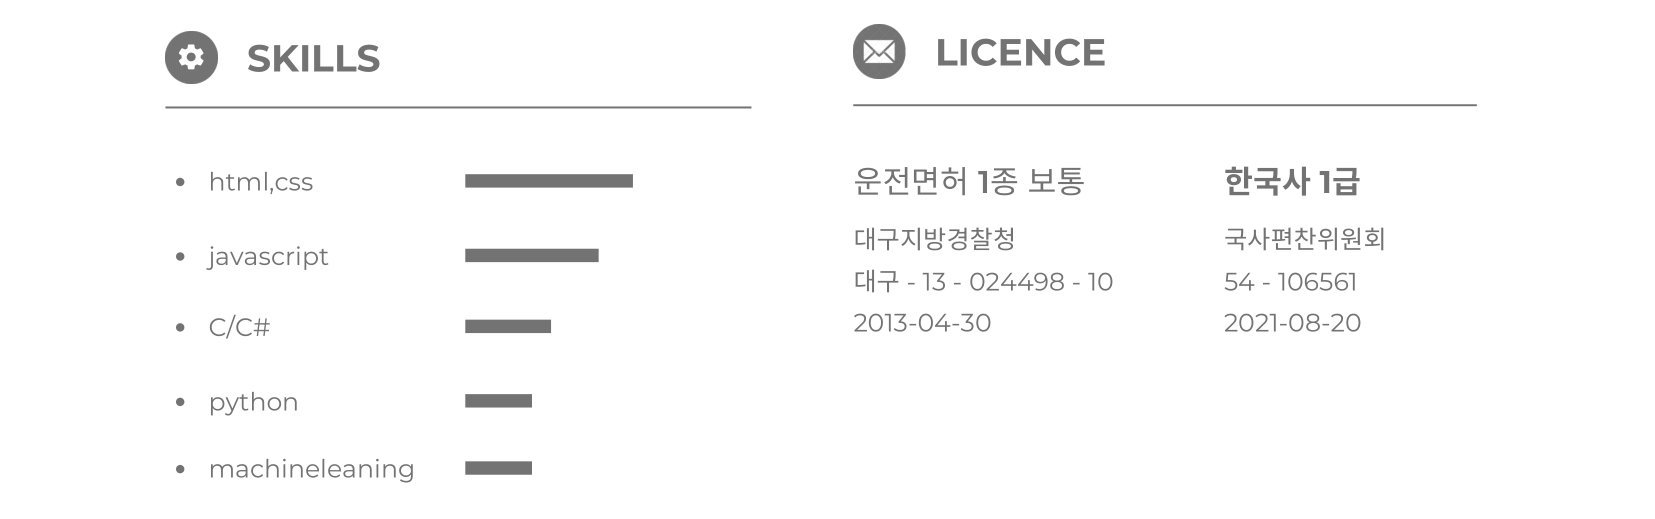 SKILLS
html,css
javascript
C/C#
python
machineleaning
LICENCE
운전면허 1종 보통
대구지방경찰청
대구 - 13 - 024498 - 10
2013-04-30
한국사 1급
국사편찬위원회
54 - 106561
2021-08-20